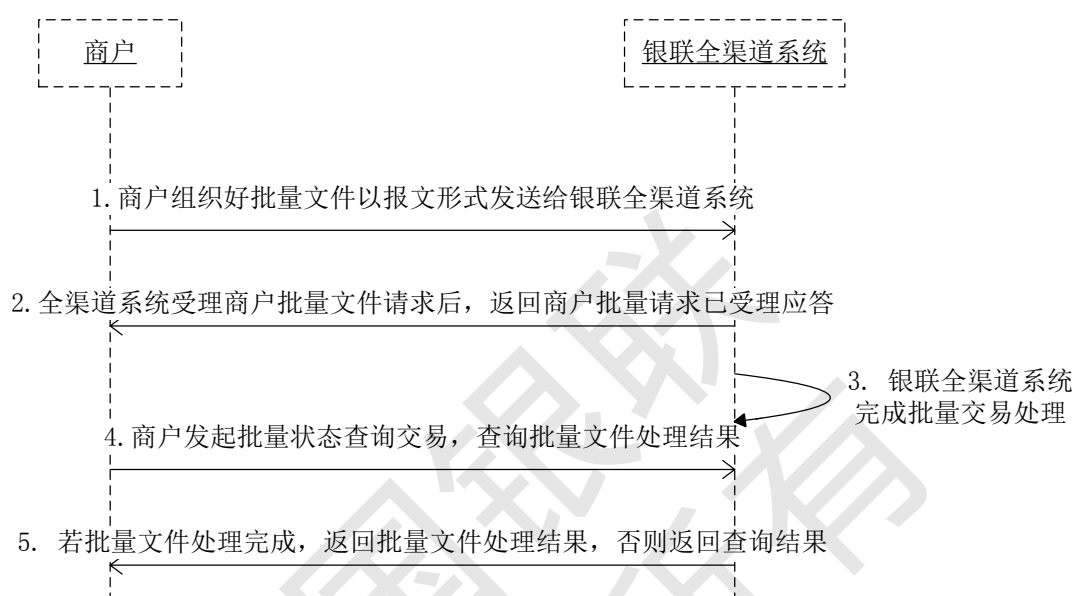 商户
银联全渠道系统
1.商户组织好批量文件以报文形式发送给银联全渠道系统
2.全渠道系统受理商户批量文件请求后，返回商户批量请求已受理应答
3. 银联全渠道系统
完成批量交易处理
4.商户发起批量状态查询交易，查询批量文件处理结果
5. 若批量文件处理完成，返回批量文件处理结果，否则返回查询结果